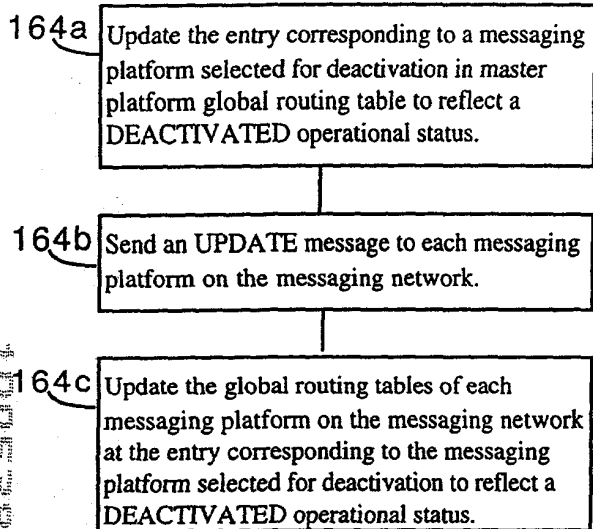 164a Update the entry corresponding to a messaging
platform selected for deactivation in master
platform global routing table to reflect a
DEACTIVATED operational status.
164b Send an UPDATE message to each messaging
platform on the messaging network.
164c Update the global routing tables of each
messaging platform on the messaging network
at the entry corresponding to the messaging
platform selected for deactivation to reflect a
DEACTIVATED operational status.